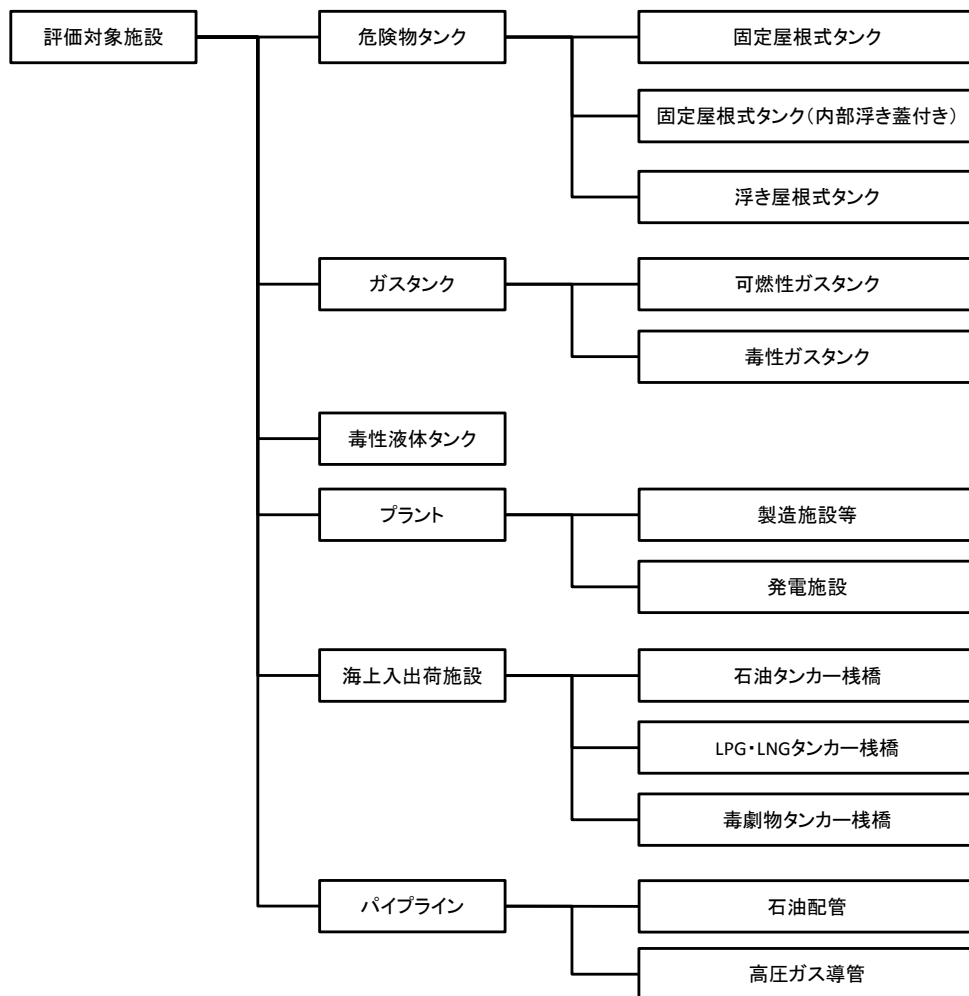 評価対象施設
危険物タンク
固定屋根式タンク
固定屋根式タンク(内部浮き蓋付き)
浮き屋根式タンク
ガスタンク
可燃性ガスタンク
毒性ガスタンク
毒性液体タンク
プラント
製造施設等
発電施設
海上入出荷施設
石油タンカー桟橋
LPG・LNGタンカー桟橋
毒劇物タンカー桟橋
パイプライン
石油配管
高圧ガス導管